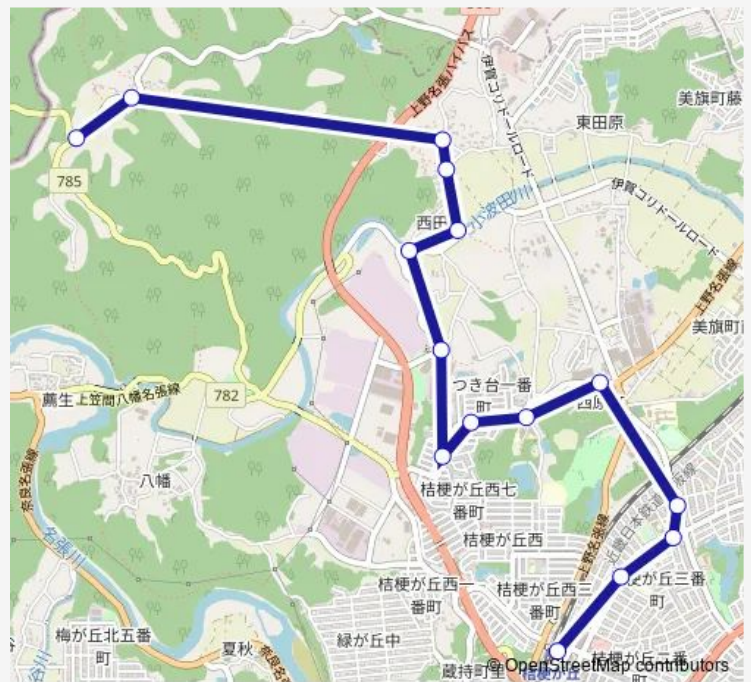 上野名張バイパス
伊賀コリドールロード
美旗町藤
東田原
785
小波田川
伊賀コリドールロード
西田
上野名張線
美旗町
782
薦生
上笠間八幡名張線
つき台一番
町
西原
奈良名張線
八幡
桔梗が丘西七
番町
近畿日本鉄道
阪線
桔梗が丘西
名張川
上野名張線
桔梗が丘西一
番町
桔梗が丘西三
番町
が丘三番
町
梅が丘北五番
町
夏秋
緑が丘中
蔵持町里
桔梗が丘
桔梗が丘二番
町
© OpenStreetMap contributors